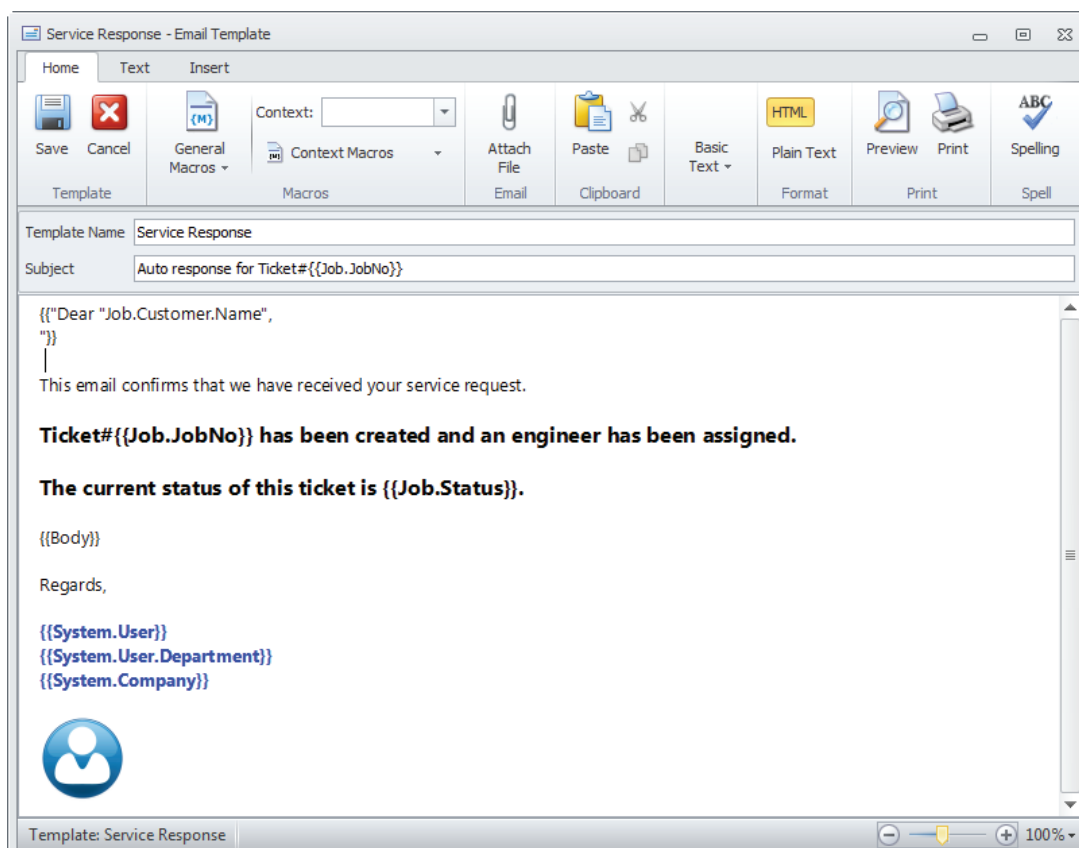 Service Response - Email Template
Home Text Insert
Save Cancel General Macros Context: Context Macros Attach File Paste Basic Text HTML Plain Text Preview Print ABC Spelling
{M}
Template Macros Email Clipboard Format Print Spell
Template Name Service Response
Subject Auto response for Ticket#{{Job.JobNo}}
{{"Dear "Job.Customer.Name",
"}}
This email confirms that we have received your service request.
Ticket#{{Job.JobNo}} has been created and an engineer has been assigned.
The current status of this ticket is {{Job.Status}}.
{{Body}}
Regards,
{{System.User}}
{{System.User.Department}}
{{System.Company}}
Template: Service Response 100%